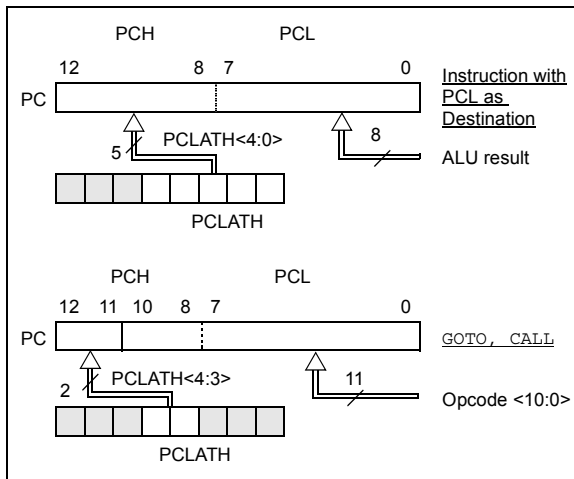 PCH PCL
12 8 7 0
PC
Instruction with
PCL as
Destination
5 PCLATH<4:0> 8
ALU result
PCLATH
PCH PCL
12 11 10 8 7 0
PC
GOTO, CALL
2 PCLATH<4:3> 11
Opcode <10:0>
PCLATH